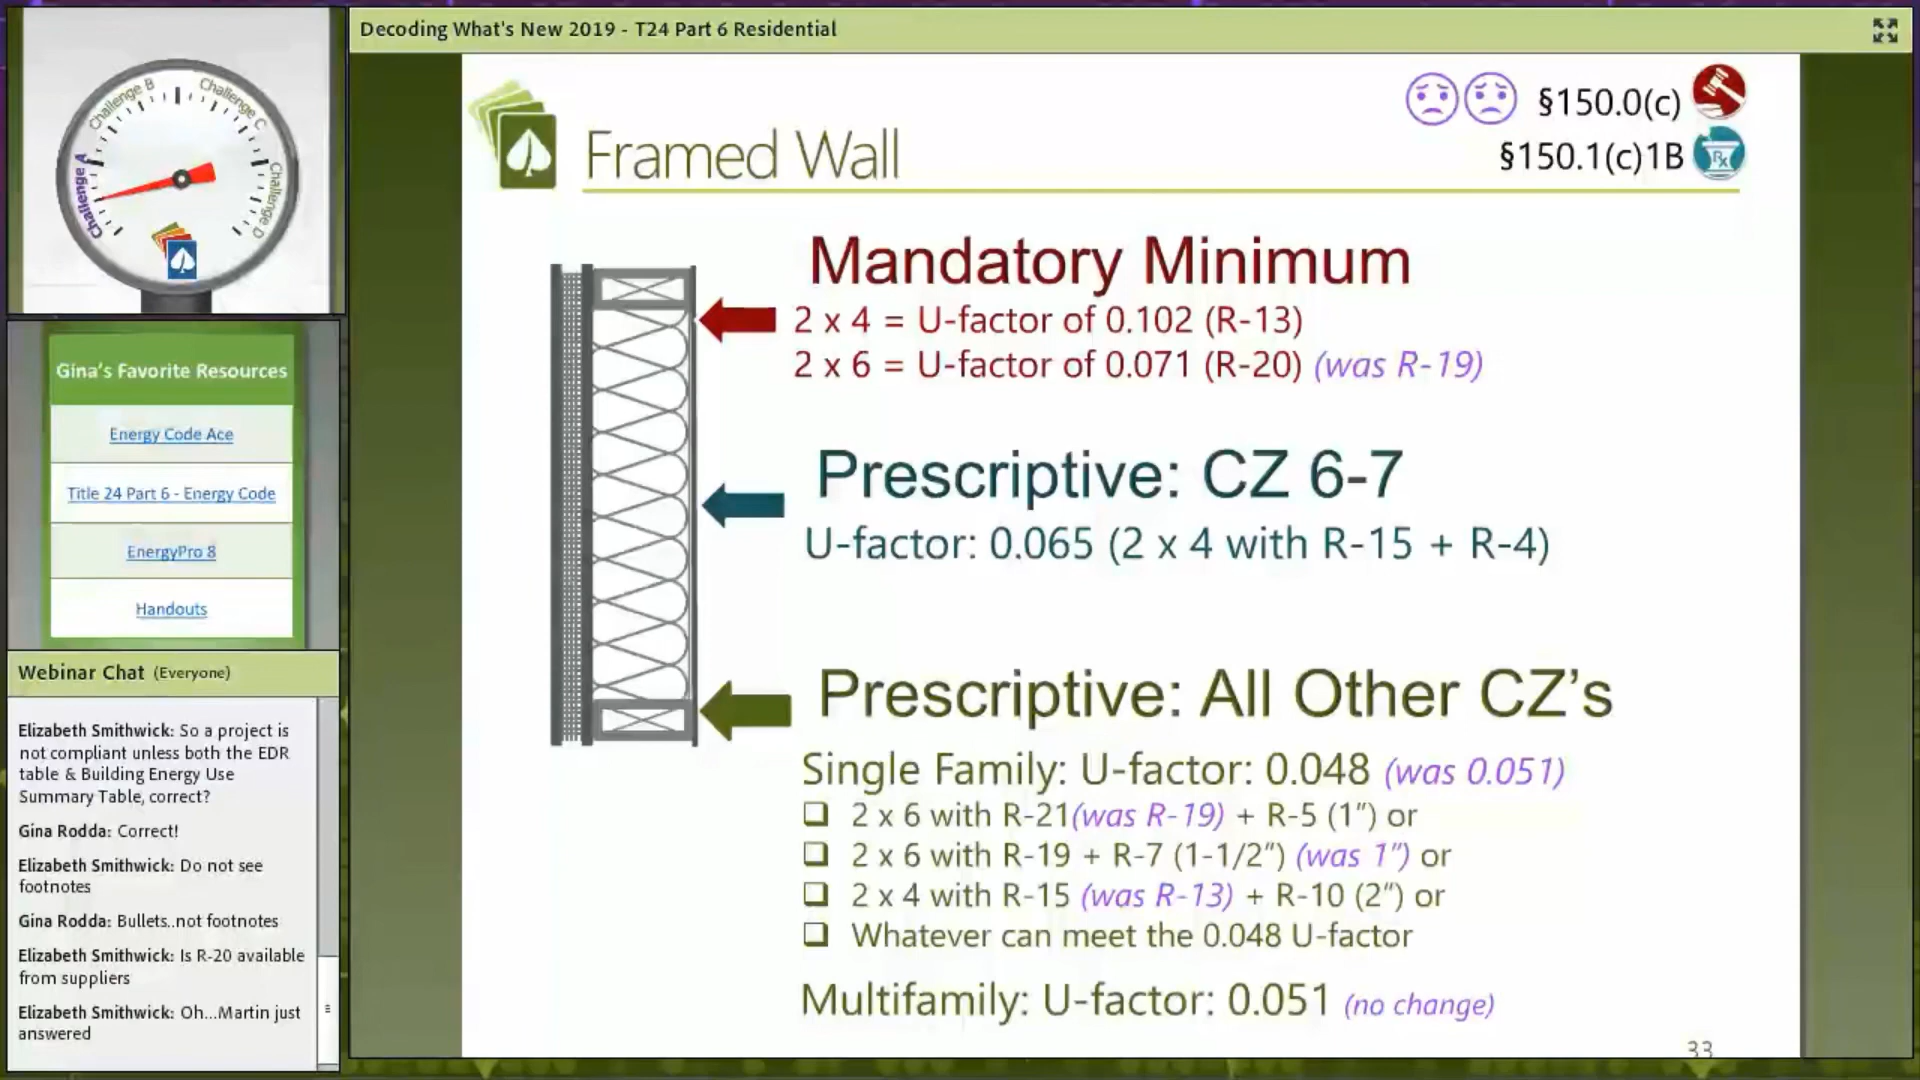 Decoding What's New 2019 - T24 Part 6 Residential
Challenge A
Challenge B
Challenge C
Challenge D
Gina's Favorite Resources
Energy Code Ace
Title 24 Part 6 - Energy Code
EnergyPro 8
Handouts
Webinar Chat (Everyone)
Elizabeth Smithwick: So a project is
not compliant unless both the EDR
table & Building Energy Use
Summary Table, correct?
Gina Rodda: Correct!
Elizabeth Smithwick: Do not see
footnotes
Gina Rodda: Bullets..not footnotes
Elizabeth Smithwick: Is R-20 available
from suppliers
Elizabeth Smithwick: Oh...Martin just
answered
§150.0(c)
§150.1(c)1B
Rx
Framed Wall
Mandatory Minimum
2 x 4 = U-factor of 0.102 (R-13)
2 x 6 = U-factor of 0.071 (R-20) (was R-19)
Prescriptive: CZ 6-7
U-factor: 0.065 (2 x 4 with R-15 + R-4)
Prescriptive: All Other CZ's
Single Family: U-factor: 0.048 (was 0.051)
❑ 2 x 6 with R-21(was R-19) + R-5 (1") or
❑ 2 x 6 with R-19 + R-7 (1-1/2") (was 1") or
❑ 2 x 4 with R-15 (was R-13) + R-10 (2") or
❑ Whatever can meet the 0.048 U-factor
Multifamily: U-factor: 0.051 (no change)
33